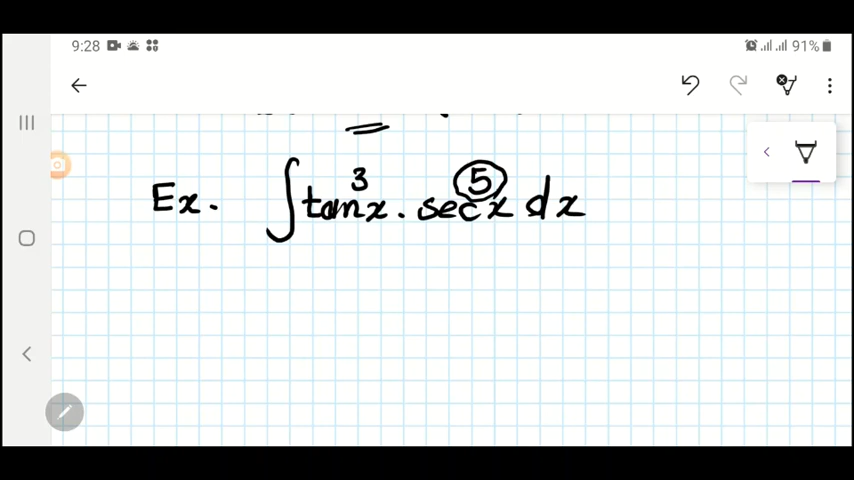 9:28 91%
Ex. ∫ tan³x . sec⁵x dx